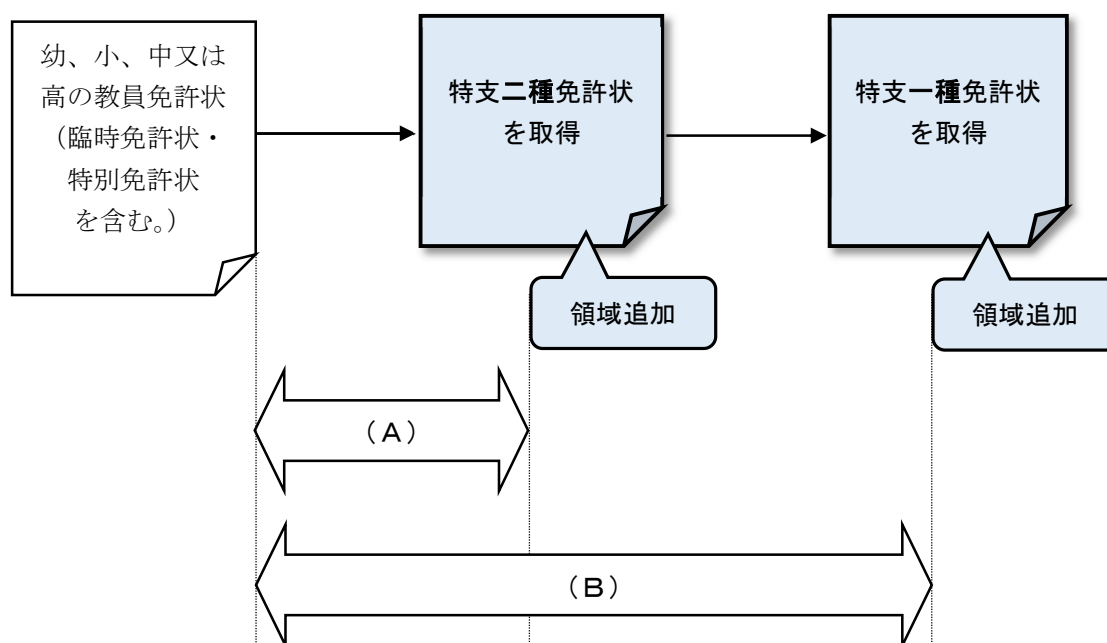 幼、小、中又は
高の教員免許状
（臨時免許状・
特別免許状
を含む。）
特支二種免許状
を取得
特支一種免許状
を取得
領域追加
領域追加
（Ａ）
（Ｂ）